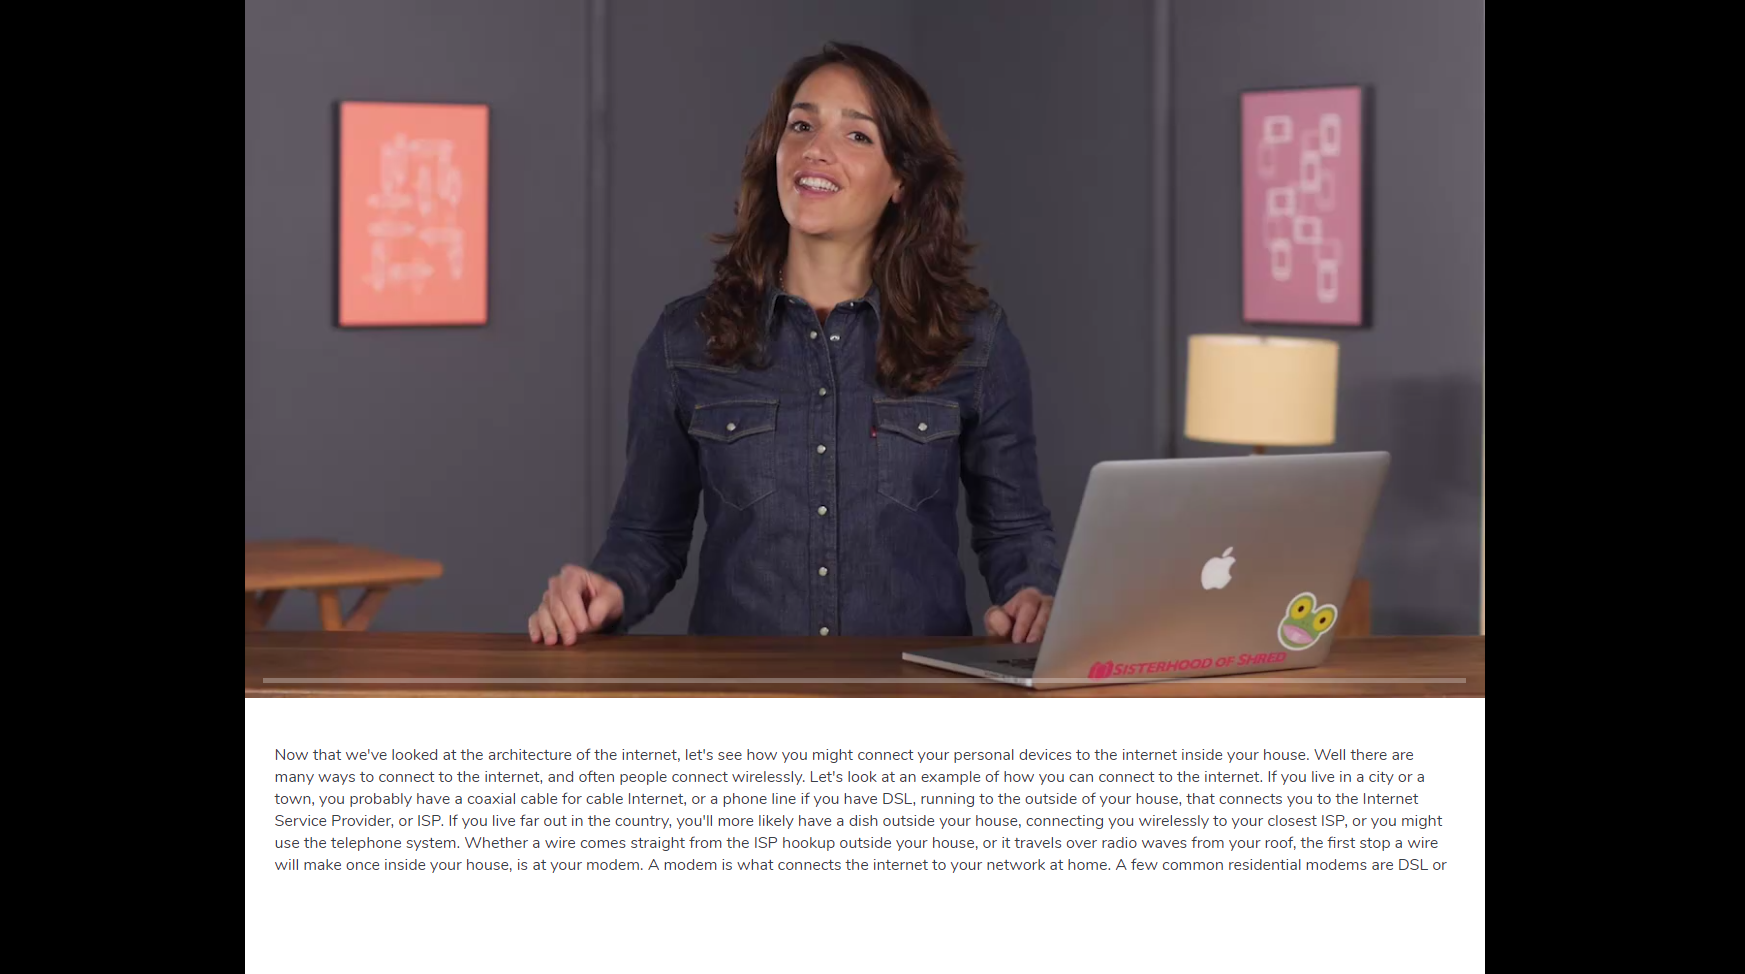 SISTERHOOD OF SHRED
Now that we've looked at the architecture of the internet, let's see how you might connect your personal devices to the internet inside your house. Well there are
many ways to connect to the internet, and often people connect wirelessly. Let's look at an example of how you can connect to the internet. If you live in a city or a
town, you probably have a coaxial cable for cable Internet, or a phone line if you have DSL, running to the outside of your house, that connects you to the Internet
Service Provider, or ISP. If you live far out in the country, you'll more likely have a dish outside your house, connecting you wirelessly to your closest ISP, or you might
use the telephone system. Whether a wire comes straight from the ISP hookup outside your house, or it travels over radio waves from your roof, the first stop a wire
will make once inside your house, is at your modem. A modem is what connects the internet to your network at home. A few common residential modems are DSL or